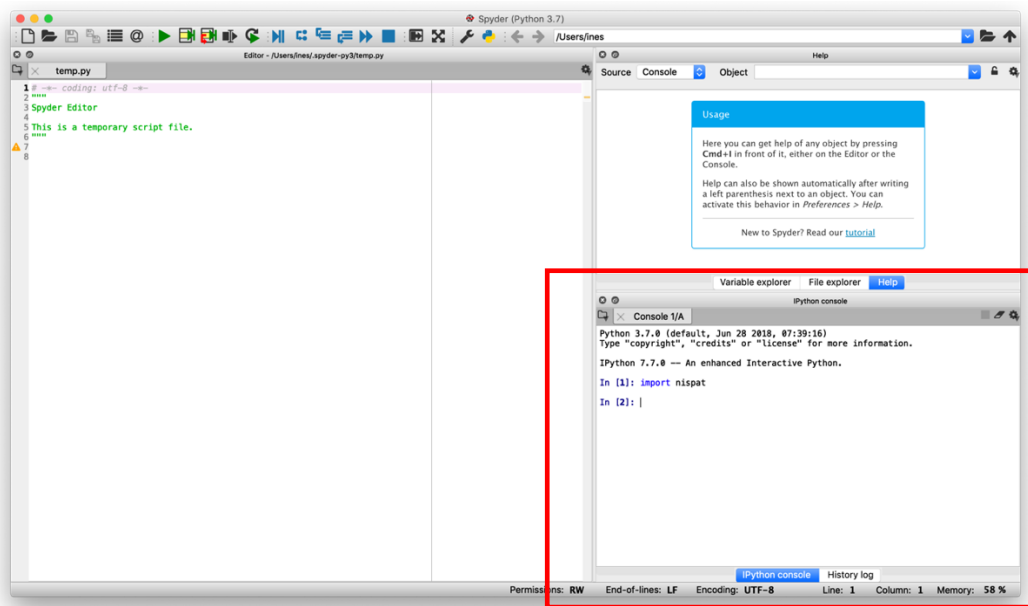 Spyder (Python 3.7)
/Users/ines
Editor - /Users/ines/.spyder-py3/temp.py
temp.py
1 # -*- coding: utf-8 -*-
2 """
3 Spyder Editor
4
5 This is a temporary script file.
6 """
7
8
Help
Source Console Object
Usage
Here you can get help of any object by pressing
Cmd+I in front of it, either on the Editor or the
Console.
Help can also be shown automatically after writing
a left parenthesis next to an object. You can
activate this behavior in Preferences > Help.
New to Spyder? Read our tutorial
Variable explorer File explorer Help
IPython console
Console 1/A
Python 3.7.0 (default, Jun 28 2018, 07:39:16)
Type "copyright", "credits" or "license" for more information.
IPython 7.7.0 -- An enhanced Interactive Python.
In [1]: import nispat
In [2]:
IPython console History log
Permissions: RW End-of-lines: LF Encoding: UTF-8 Line: 1 Column: 1 Memory: 58 %